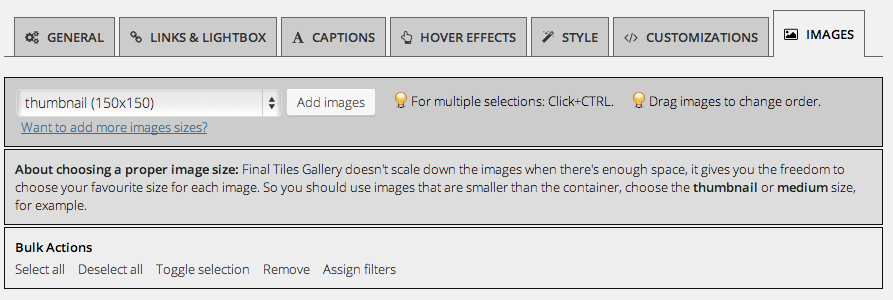 GENERAL LINKS & LIGHTBOX CAPTIONS HOVER EFFECTS STYLE CUSTOMIZATIONS IMAGES
thumbnail (150x150) Add images For multiple selections: Click+CTRL. Drag images to change order.
Want to add more images sizes?
About choosing a proper image size: Final Tiles Gallery doesn't scale down the images when there's enough space, it gives you the freedom to
choose your favourite size for each image. So you should use images that are smaller than the container, choose the thumbnail or medium size,
for example.
Bulk Actions
Select all Deselect all Toggle selection Remove Assign filters